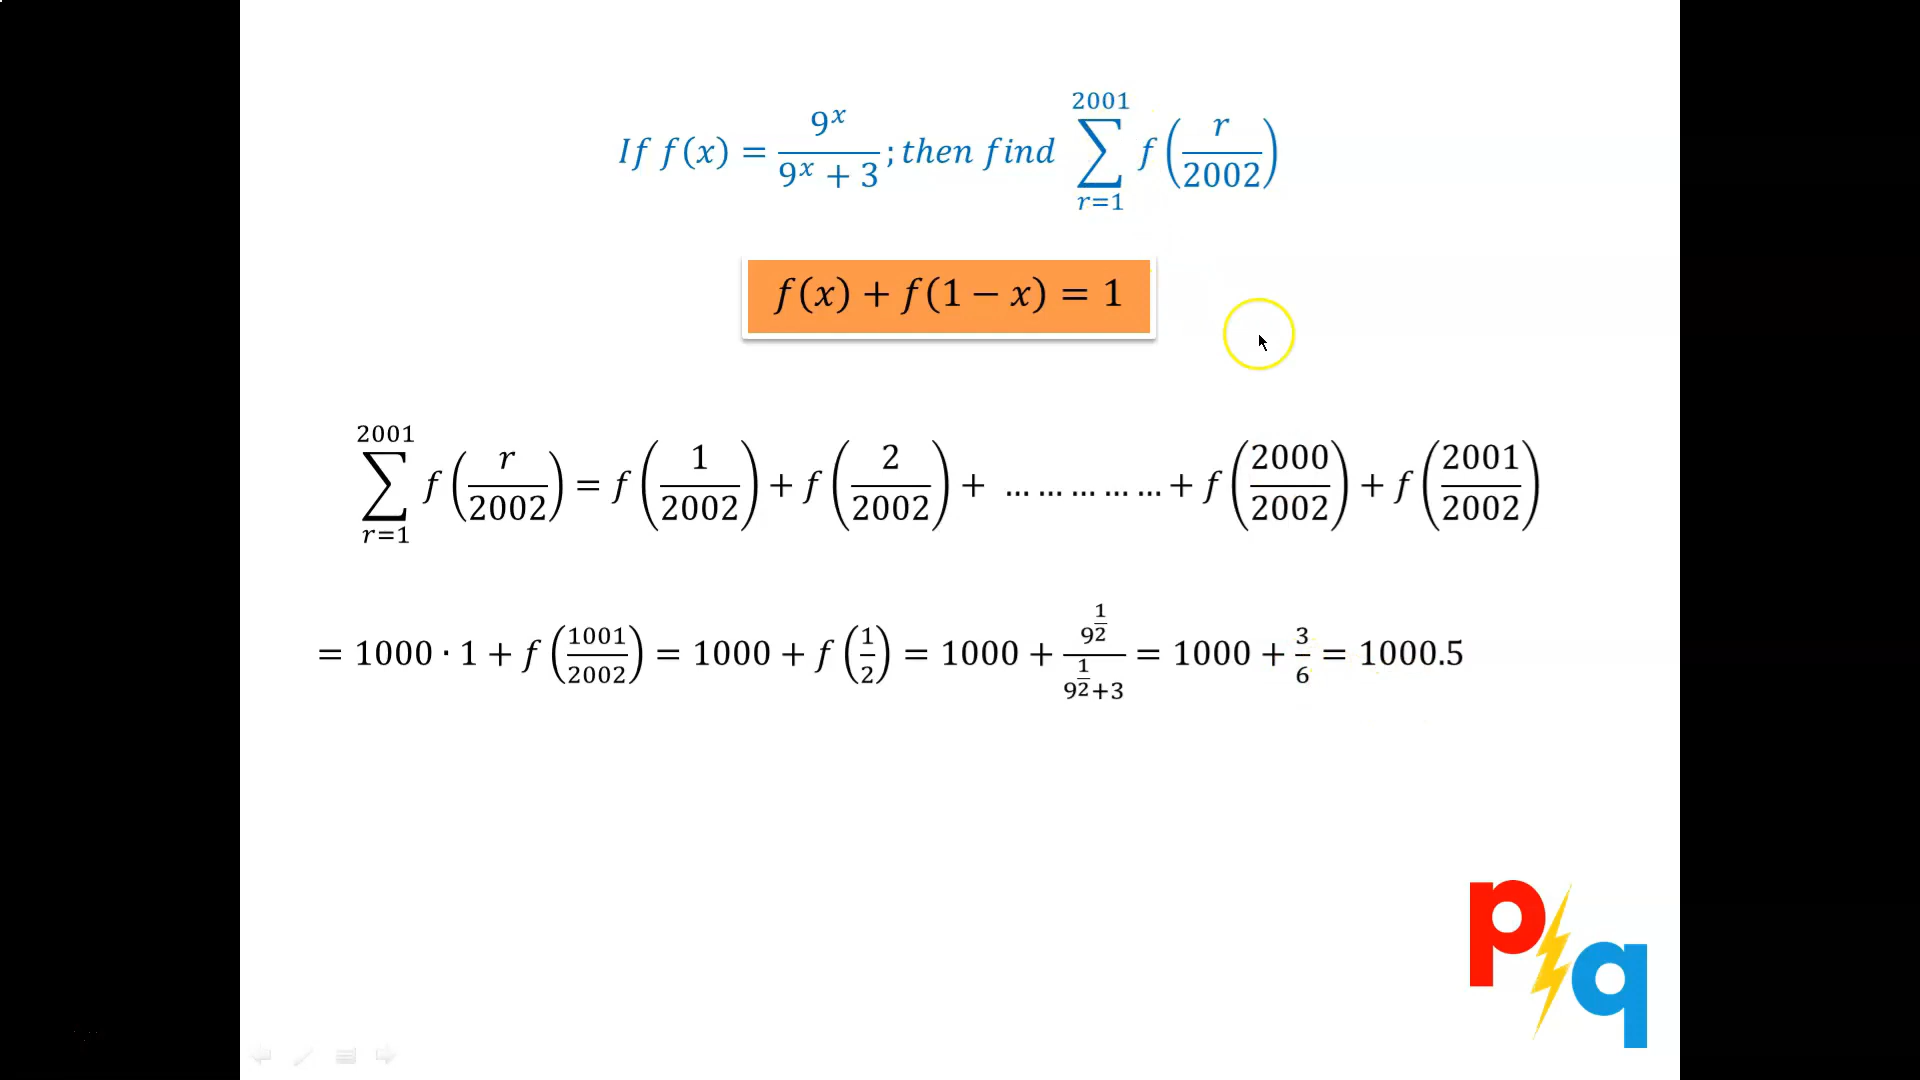 If f(x) = 9^x / (9^x + 3) ; then find ∑_{r=1}^{2001} f(r/2002)
f(x) + f(1 − x) = 1
∑_{r=1}^{2001} f(r/2002) = f(1/2002) + f(2/2002) + … … … … … + f(2000/2002) + f(2001/2002)
= 1000 · 1 + f(1001/2002) = 1000 + f(1/2) = 1000 + 9^{1/2} / (9^{1/2}+3) = 1000 + 3/6 = 1000.5
p q